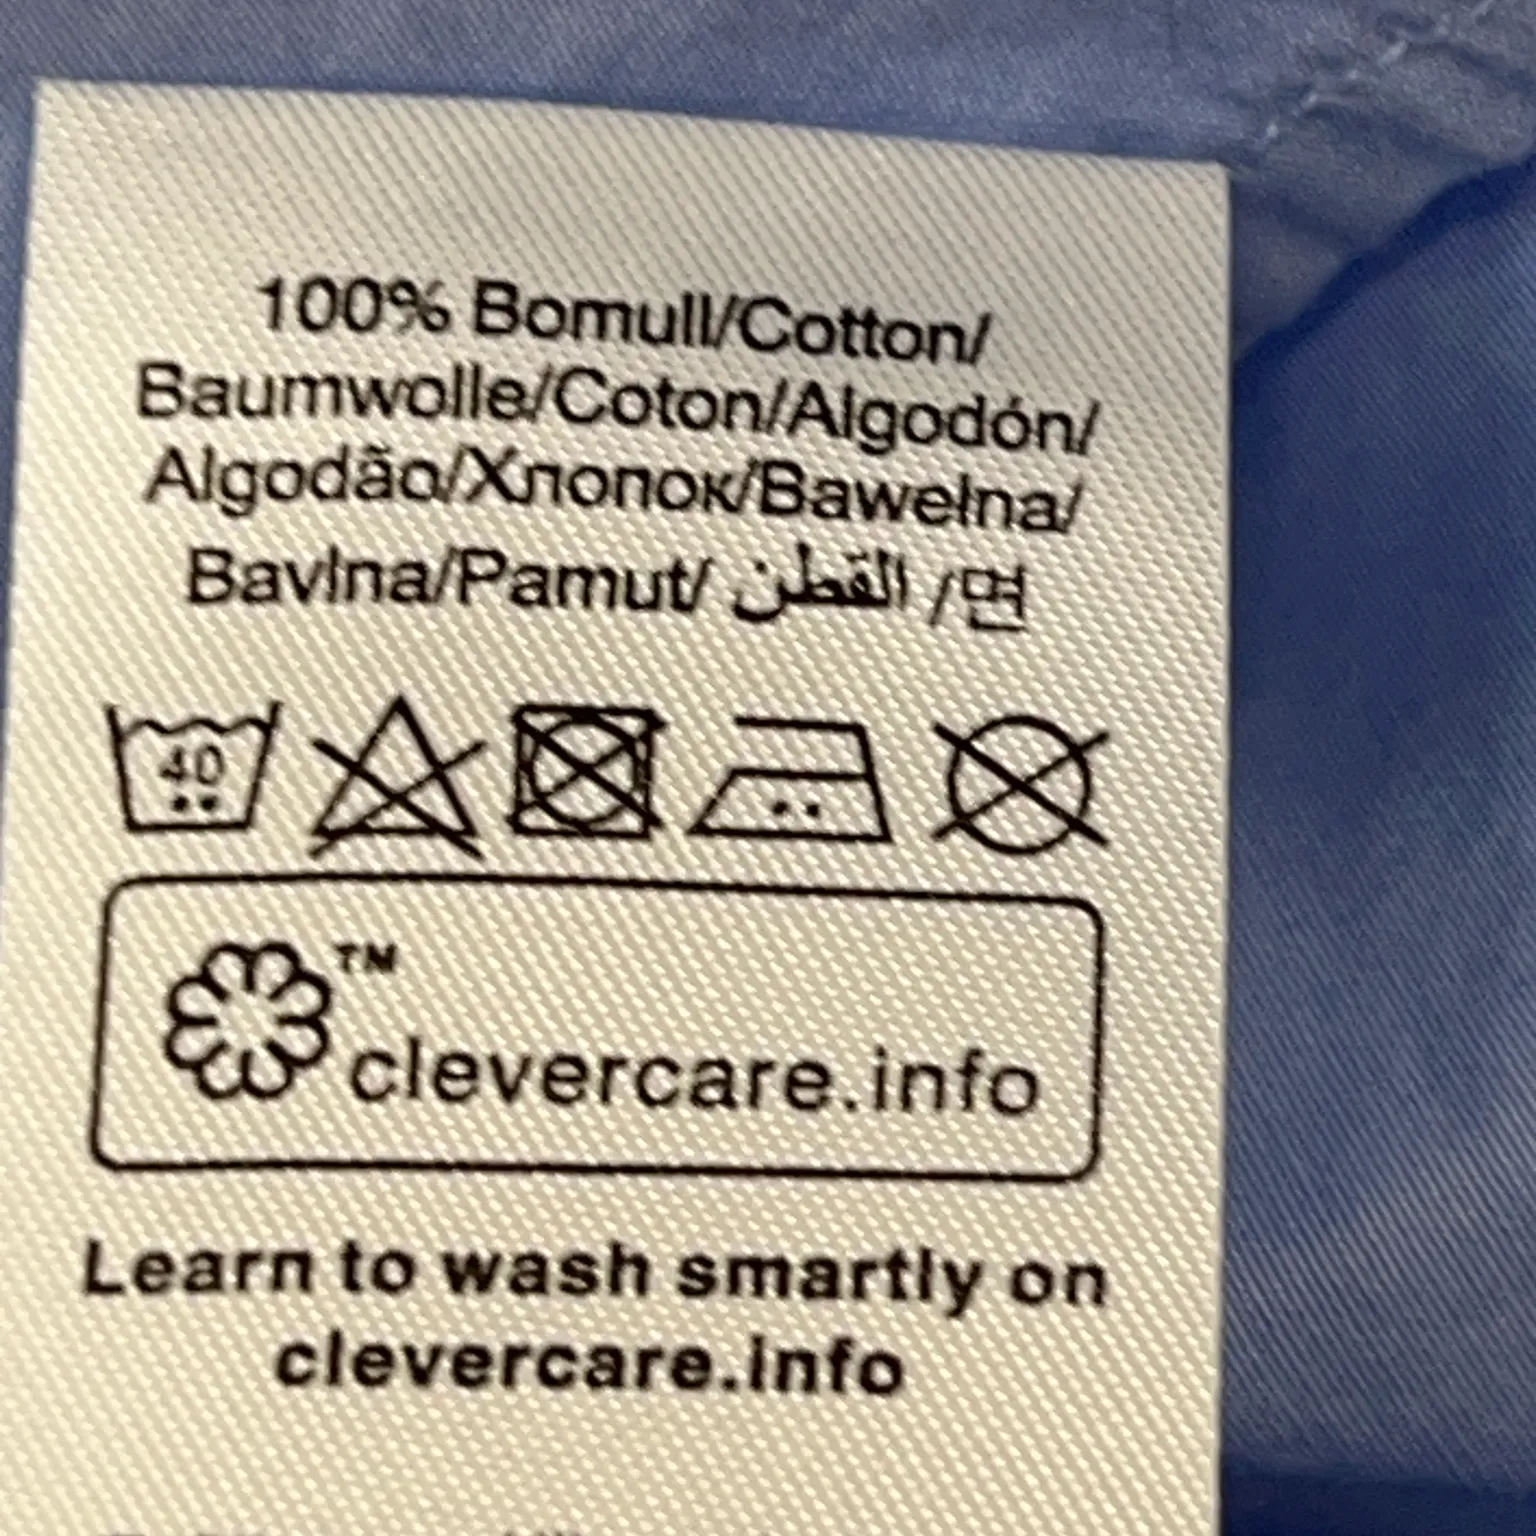 100% Bomull/Cotton/
Baumwolle/Coton/Algodón/
Algodão/Хлопок/Bawełna/
Bavlna/Pamut/ القطن /면
40
TM
clevercare.info
Learn to wash smartly on
clevercare.info